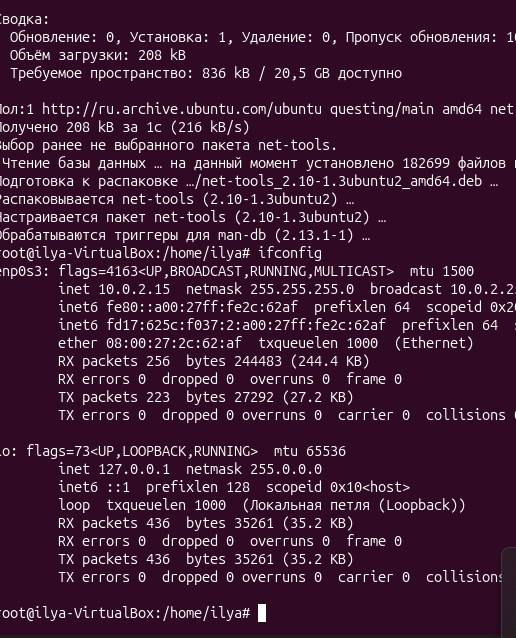 Сводка:
Обновление: 0, Установка: 1, Удаление: 0, Пропуск обновления:
Объём загрузки: 208 kB
Требуемое пространство: 836 kB / 20,5 GB доступно
Пол:1 http://ru.archive.ubuntu.com/ubuntu questing/main amd64 net
Получено 208 kB за 1с (216 kB/s)
Выбор ранее не выбранного пакета net-tools.
(Чтение базы данных … на данный момент установлено 182699 файлов
Подготовка к распаковке …/net-tools_2.10-1.3ubuntu2_amd64.deb …
Распаковывается net-tools (2.10-1.3ubuntu2) …
Настраивается пакет net-tools (2.10-1.3ubuntu2) …
Обрабатываются триггеры для man-db (2.13.1-1) …
root@ilya-VirtualBox:/home/ilya# ifconfig
enp0s3: flags=4163<UP,BROADCAST,RUNNING,MULTICAST>  mtu 1500
inet 10.0.2.15  netmask 255.255.255.0  broadcast 10.0.2.2
inet6 fe80::a00:27ff:fe2c:62af  prefixlen 64  scopeid 0x2
inet6 fd17:625c:f037:2:a00:27ff:fe2c:62af  prefixlen 64
ether 08:00:27:2c:62:af  txqueuelen 1000  (Ethernet)
RX packets 256  bytes 244483 (244.4 KB)
RX errors 0  dropped 0  overruns 0  frame 0
TX packets 223  bytes 27292 (27.2 KB)
TX errors 0  dropped 0 overruns 0  carrier 0  collisions
lo: flags=73<UP,LOOPBACK,RUNNING>  mtu 65536
inet 127.0.0.1  netmask 255.0.0.0
inet6 ::1  prefixlen 128  scopeid 0x10<host>
loop  txqueuelen 1000  (Локальная петля (Loopback))
RX packets 436  bytes 35261 (35.2 KB)
RX errors 0  dropped 0  overruns 0  frame 0
TX packets 436  bytes 35261 (35.2 KB)
TX errors 0  dropped 0 overruns 0  carrier 0  collisions
root@ilya-VirtualBox:/home/ilya#